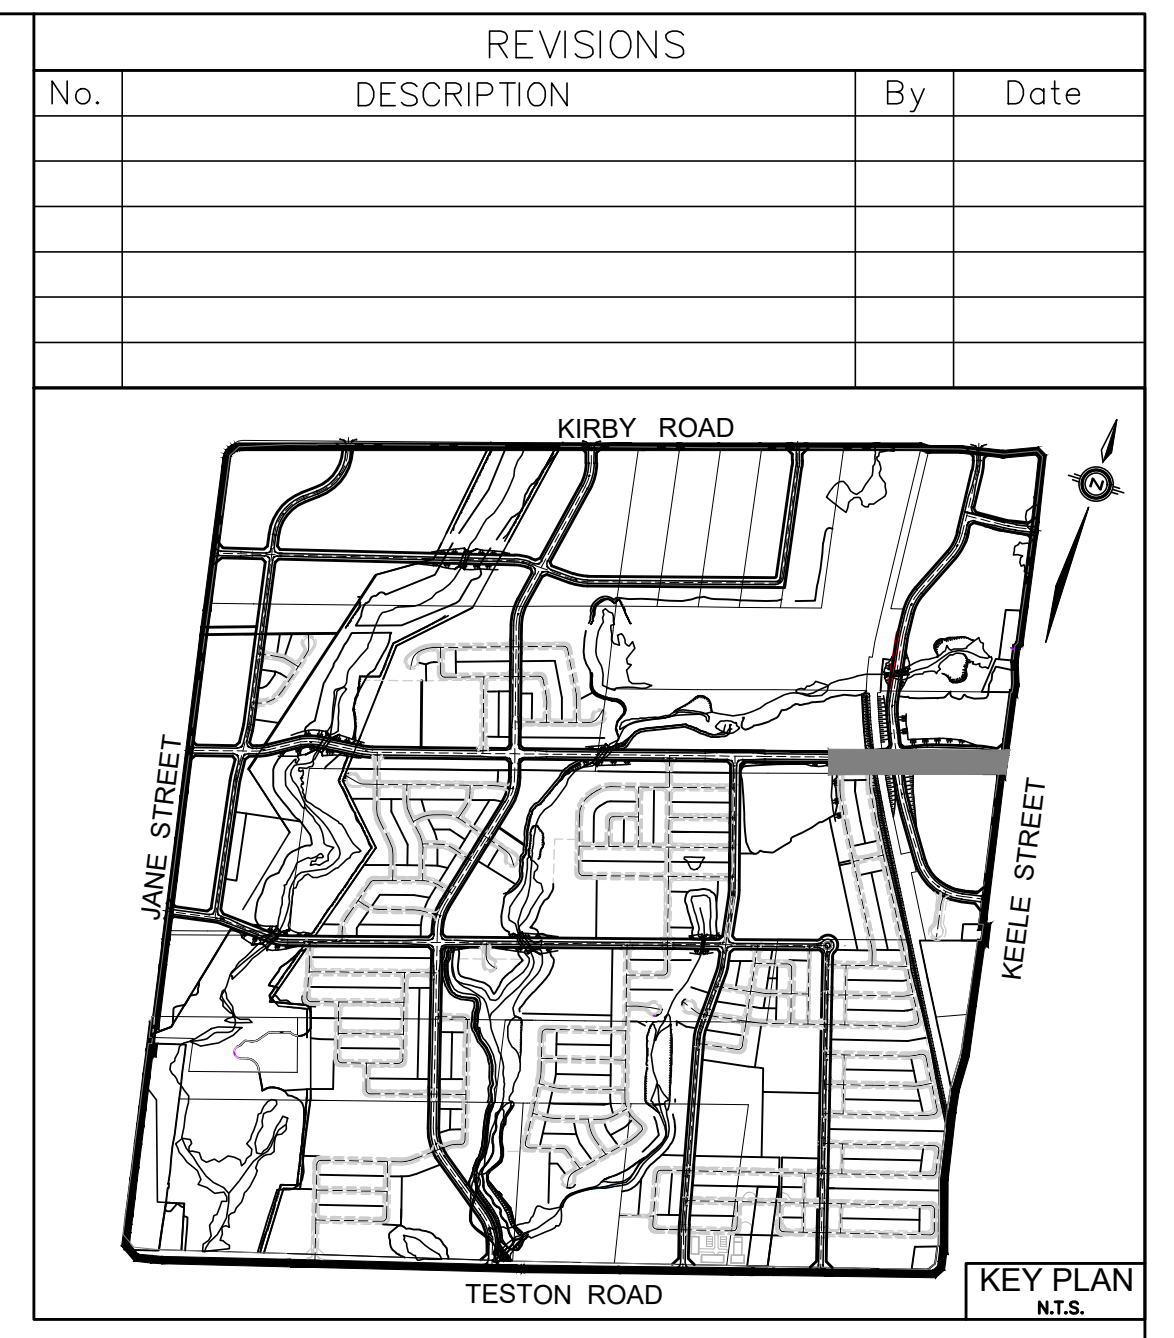 REVISIONS
No. DESCRIPTION By Date
KIRBY ROAD
N
JANE STREET
KEELE STREET
TESTON ROAD
KEY PLAN
N.T.S.